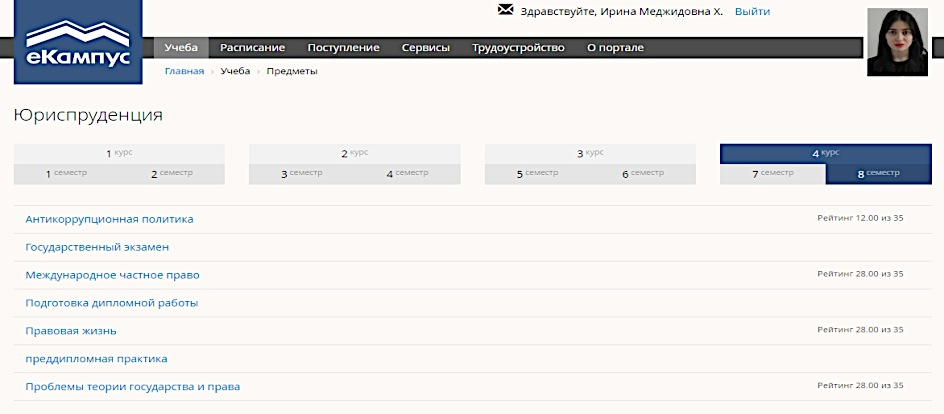 Здравствуйте, Ирина Меджидовна Х. Выйти
еКампус
Учеба Расписание Поступление Сервисы Трудоустройство О портале
Главная › Учеба › Предметы
Юриспруденция
1 курс 2 курс 3 курс 4 курс
1 семестр 2 семестр 3 семестр 4 семестр 5 семестр 6 семестр 7 семестр 8 семестр
Антикоррупционная политика Рейтинг 12.00 из 35
Государственный экзамен
Международное частное право Рейтинг 28.00 из 35
Подготовка дипломной работы
Правовая жизнь Рейтинг 28.00 из 35
преддипломная практика
Проблемы теории государства и права Рейтинг 28.00 из 35